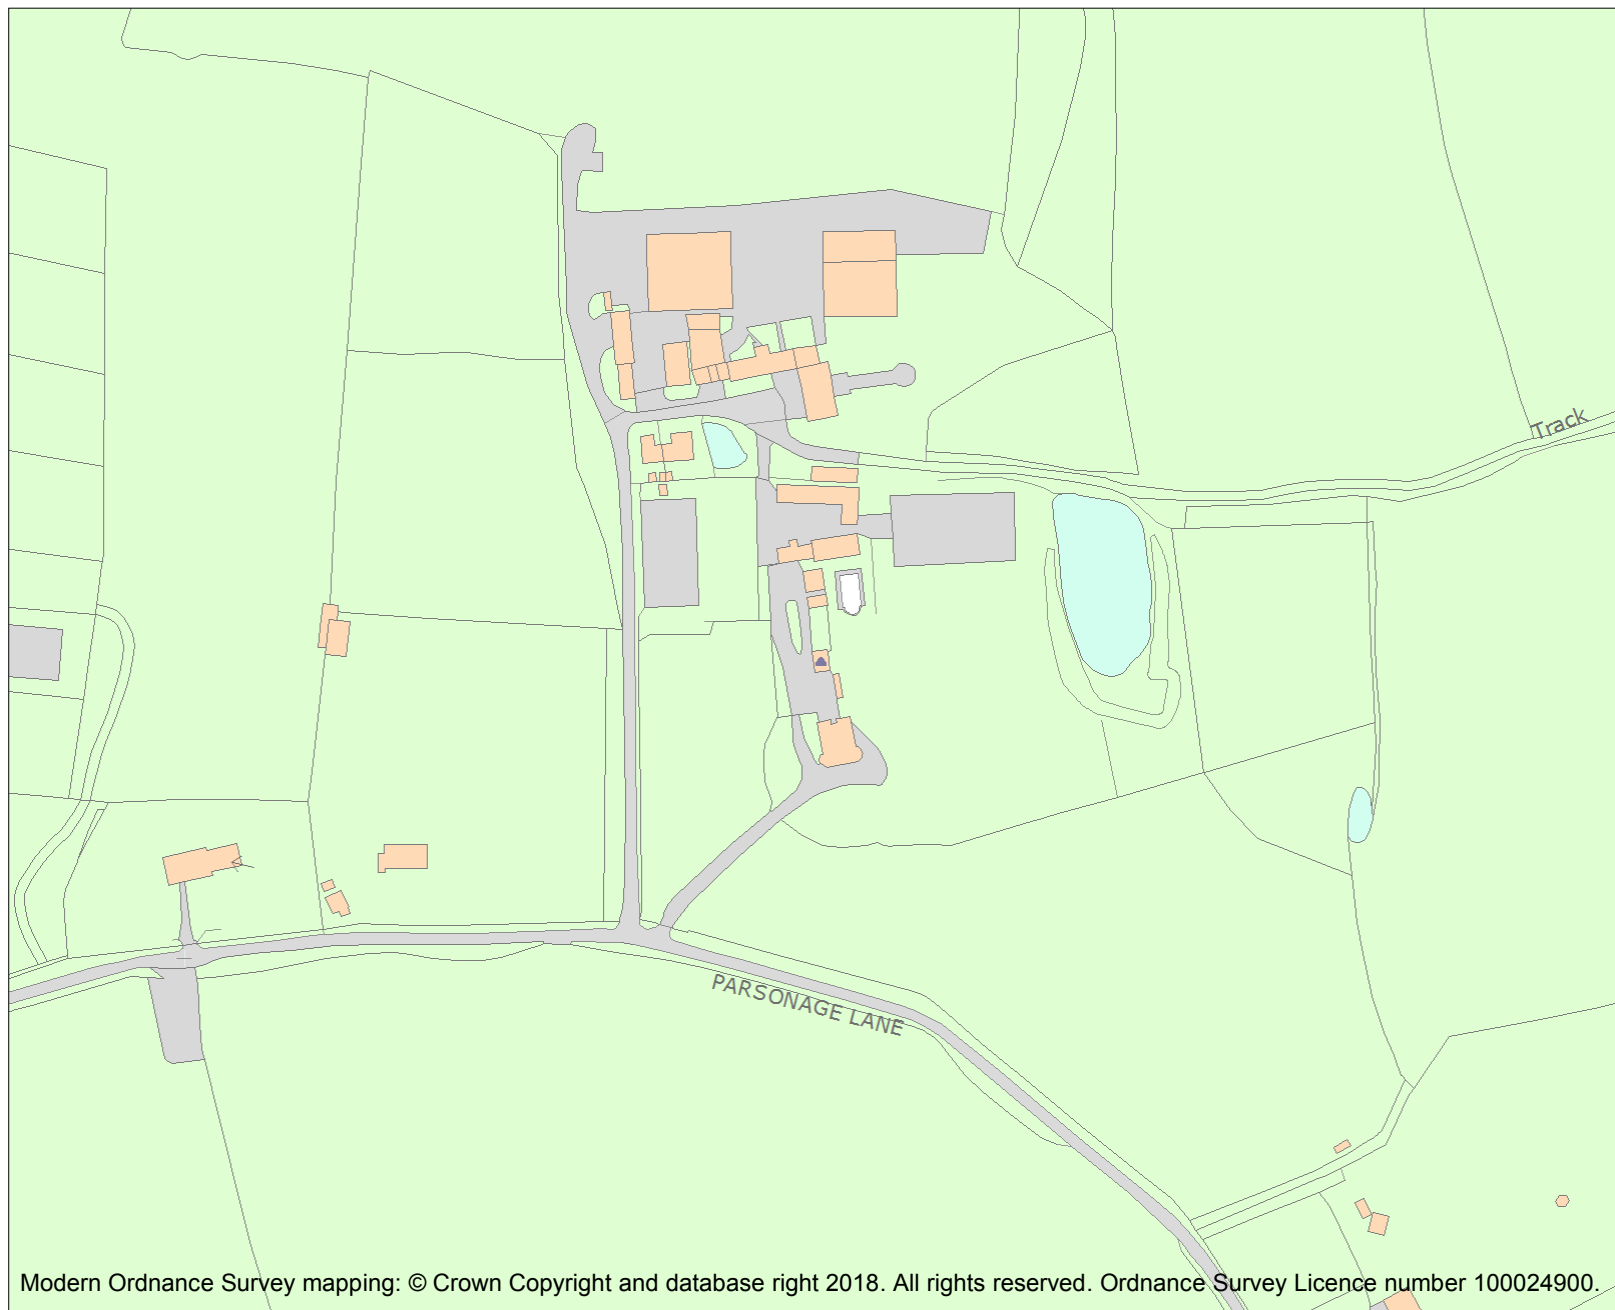 Track
PARSONAGE LANE
Modern Ordnance Survey mapping: © Crown Copyright and database right 2018. All rights reserved. Ordnance Survey Licence number 100024900.